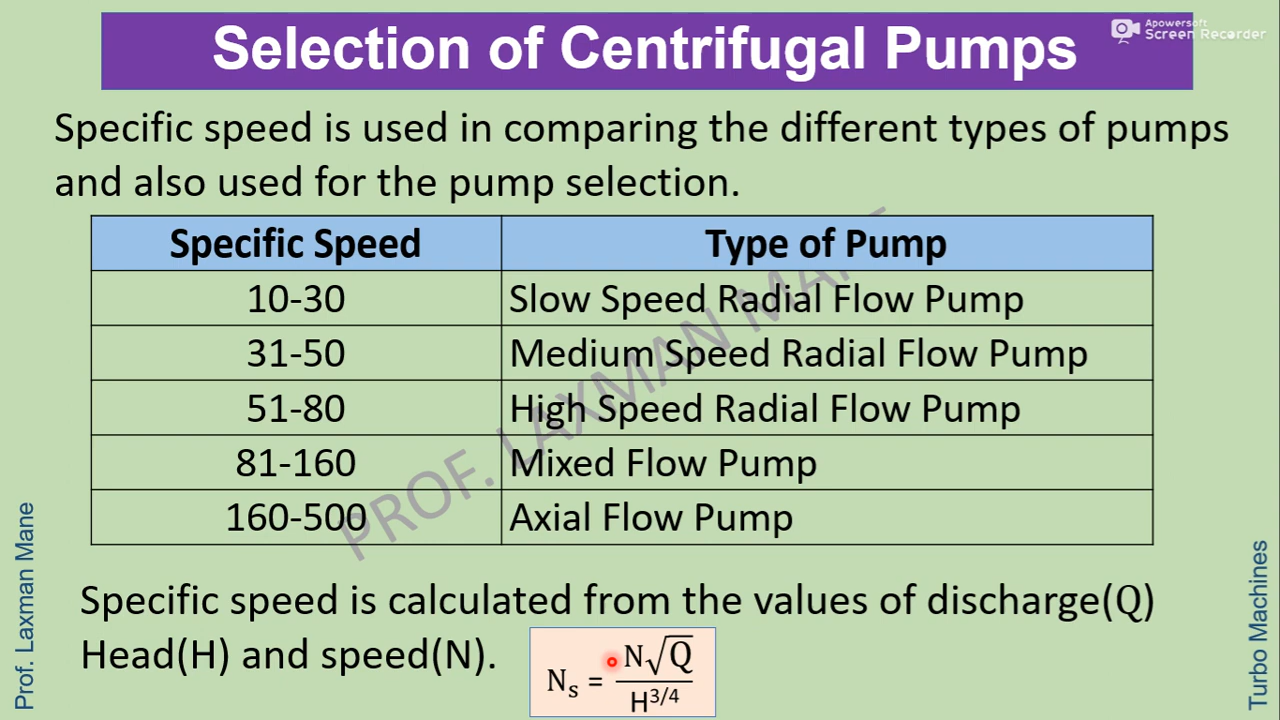 Selection of Centrifugal Pumps
Apowersoft
Screen Recorder
Specific speed is used in comparing the different types of pumps
and also used for the pump selection.
Specific Speed Type of Pump
10-30 Slow Speed Radial Flow Pump
31-50 Medium Speed Radial Flow Pump
51-80 High Speed Radial Flow Pump
81-160 Mixed Flow Pump
160-500 Axial Flow Pump
PROF. LAXMAN MANE
Specific speed is calculated from the values of discharge(Q)
Head(H) and speed(N).
Nₛ = N√Q / H^3/4
Prof. Laxman Mane
Turbo Machines